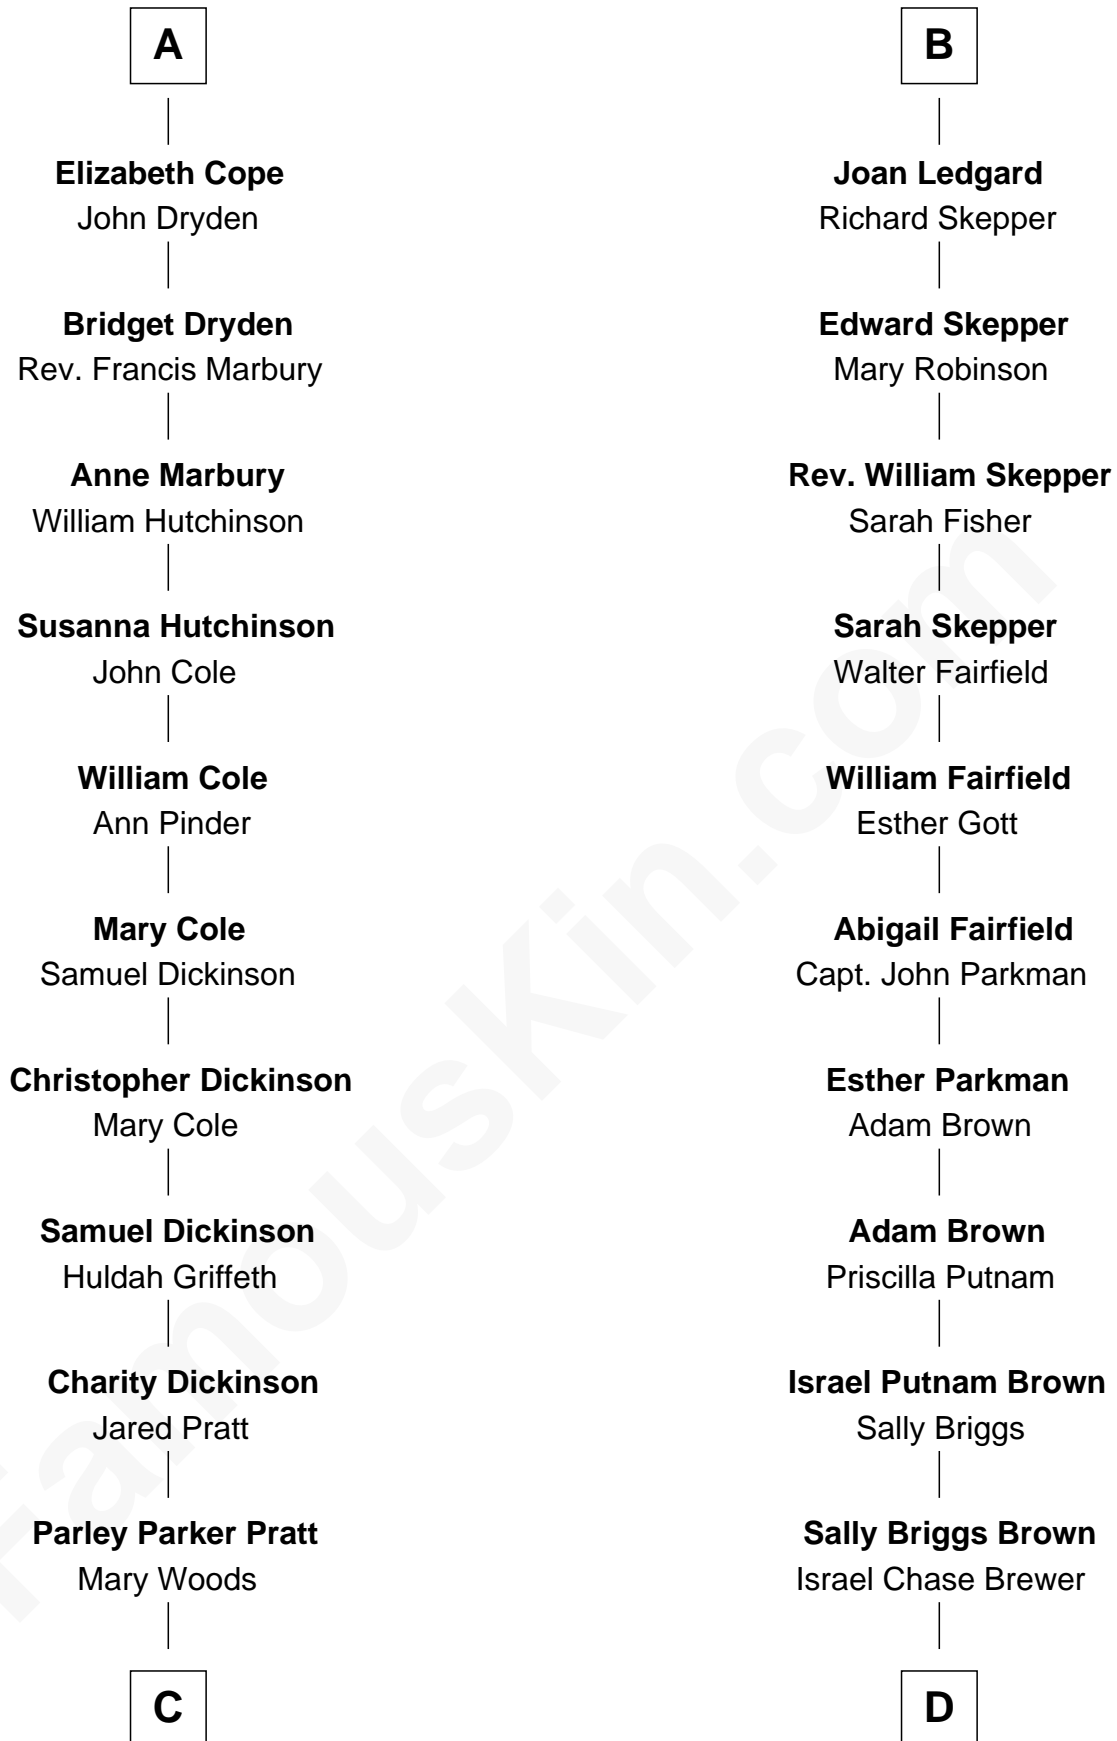 A
Elizabeth Cope
John Dryden
Bridget Dryden
Rev. Francis Marbury
Anne Marbury
William Hutchinson
Susanna Hutchinson
John Cole
William Cole
Ann Pinder
Mary Cole
Samuel Dickinson
Christopher Dickinson
Mary Cole
Samuel Dickinson
Huldah Griffeth
Charity Dickinson
Jared Pratt
Parley Parker Pratt
Mary Woods
C
B
Joan Ledgard
Richard Skepper
Edward Skepper
Mary Robinson
Rev. William Skepper
Sarah Fisher
Sarah Skepper
Walter Fairfield
William Fairfield
Esther Gott
Abigail Fairfield
Capt. John Parkman
Esther Parkman
Adam Brown
Adam Brown
Priscilla Putnam
Israel Putnam Brown
Sally Briggs
Sally Briggs Brown
Israel Chase Brewer
D
FamousKin.com